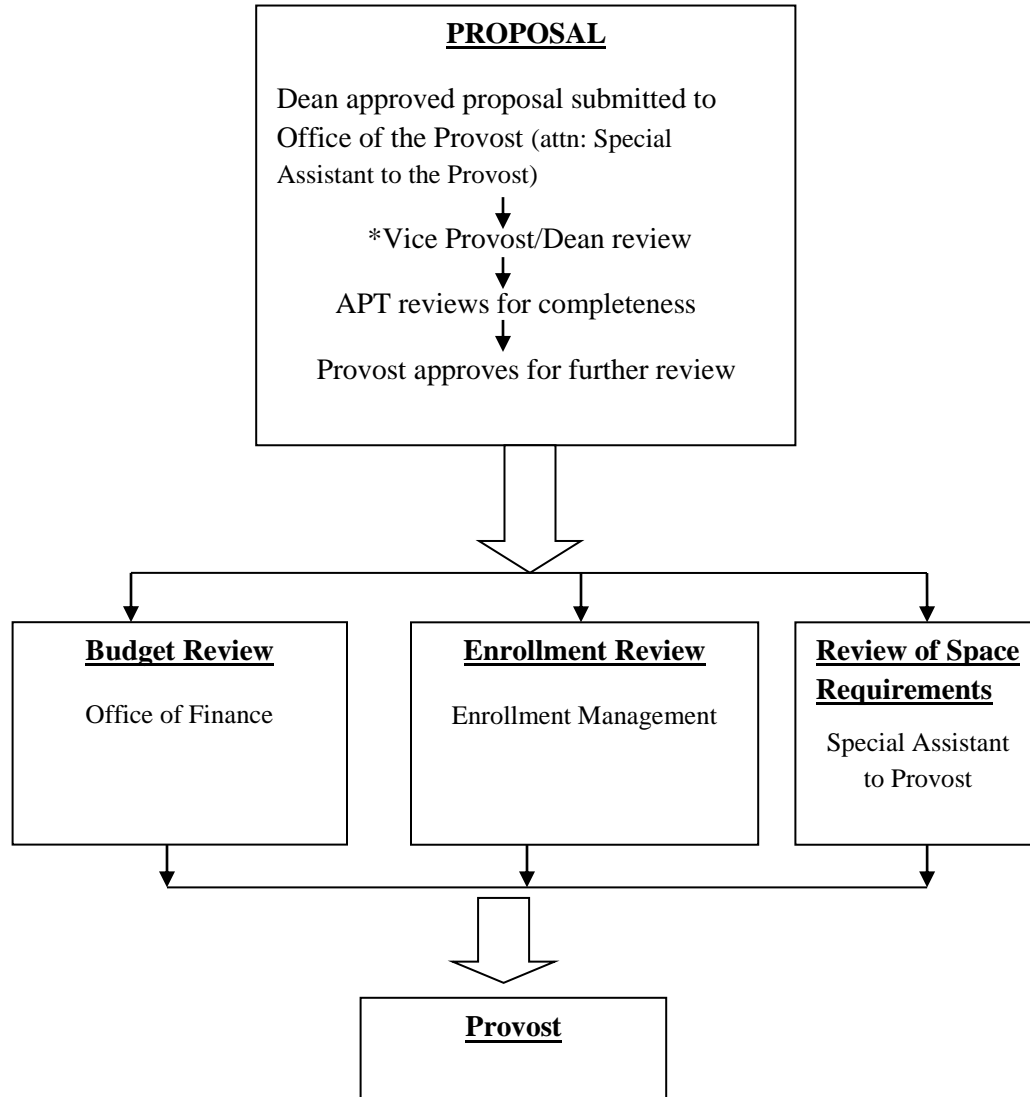 PROPOSAL
Dean approved proposal submitted to
Office of the Provost (attn: Special
Assistant to the Provost)
*Vice Provost/Dean review
APT reviews for completeness
Provost approves for further review
Budget Review
Office of Finance
Enrollment Review
Enrollment Management
Review of Space
Requirements
Special Assistant
to Provost
Provost